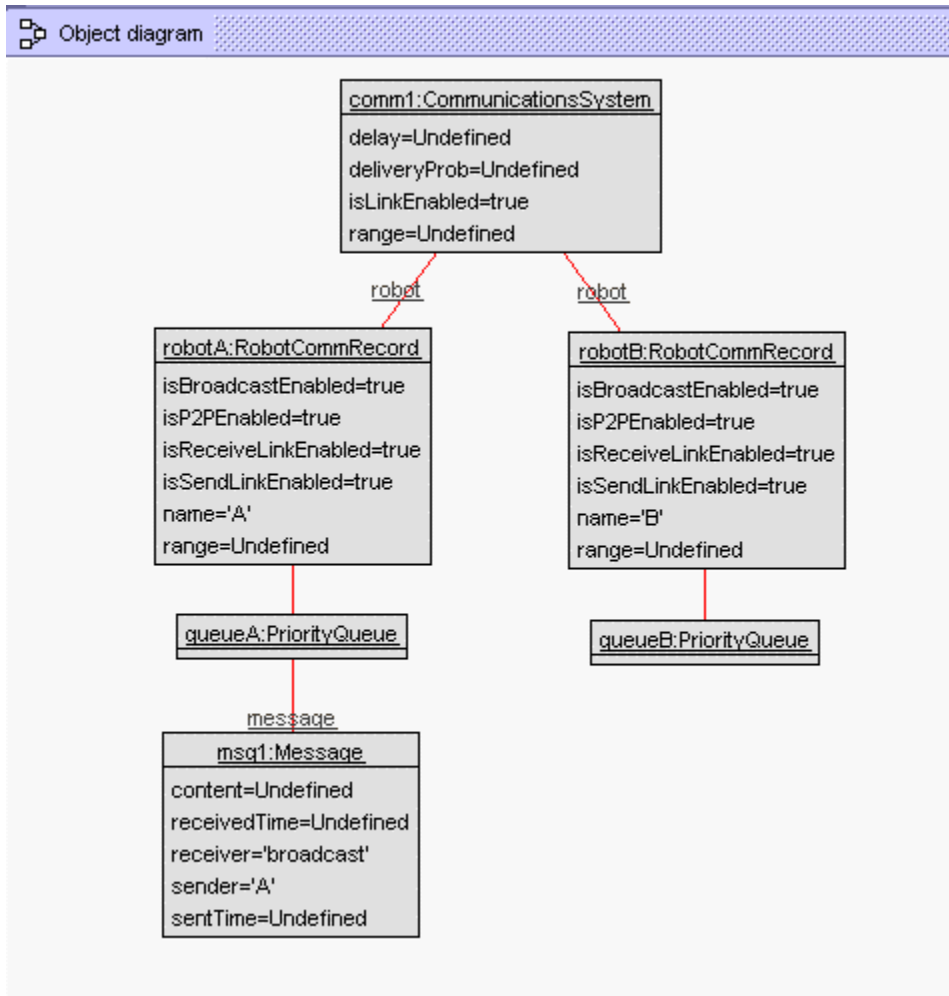 Object diagram
comm1:CommunicationsSystem
delay=Undefined
deliveryProb=Undefined
isLinkEnabled=true
range=Undefined
robot
robot
robotA:RobotCommRecord
isBroadcastEnabled=true
isP2PEnabled=true
isReceiveLinkEnabled=true
isSendLinkEnabled=true
name='A'
range=Undefined
robotB:RobotCommRecord
isBroadcastEnabled=true
isP2PEnabled=true
isReceiveLinkEnabled=true
isSendLinkEnabled=true
name='B'
range=Undefined
queueA:PriorityQueue
queueB:PriorityQueue
message
msg1:Message
content=Undefined
receivedTime=Undefined
receiver='broadcast'
sender='A'
sentTime=Undefined